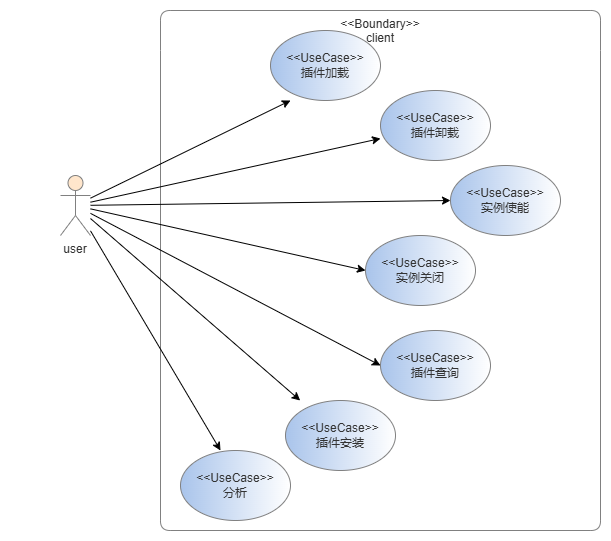 <<Boundary>>
client
<<UseCase>>
插件加载
<<UseCase>>
插件卸载
<<UseCase>>
实例使能
user
<<UseCase>>
实例关闭
<<UseCase>>
插件查询
<<UseCase>>
插件安装
<<UseCase>>
分析